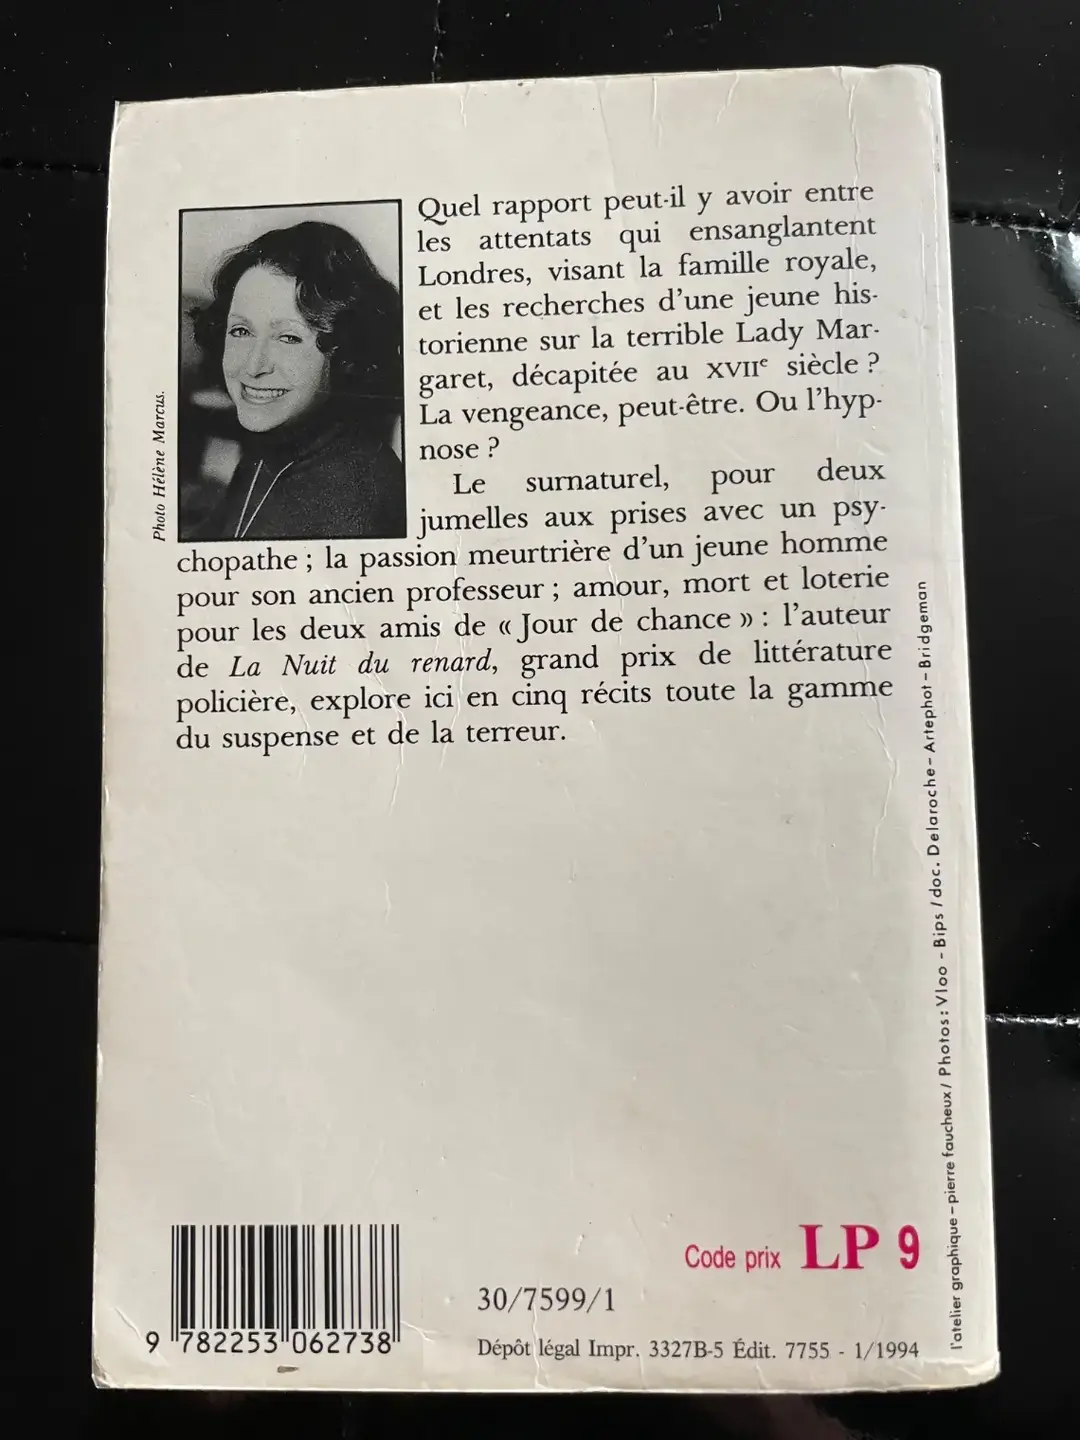 Quel rapport peut-il y avoir entre
les attentats qui ensanglantent
Londres, visant la famille royale,
et les recherches d'une jeune his-
torienne sur la terrible Lady Mar-
garet, décapitée au XVIIe siècle ?
La vengeance, peut-être. Ou l'hyp-
nose ?
Le surnaturel, pour deux
jumelles aux prises avec un psy-
chopathe ; la passion meurtrière d'un jeune homme
pour son ancien professeur ; amour, mort et loterie
pour les deux amis de « Jour de chance » : l'auteur
de La Nuit du renard, grand prix de littérature
policière, explore ici en cinq récits toute la gamme
du suspense et de la terreur.
Photo Hélène Marcus.
l'atelier graphique - pierre faucheux / Photos : Vloo - Bips / doc. Delaroche - Artephot - Bridgeman
Code prix LP 9
30/7599/1
9 782253 062738
Dépôt légal Impr. 3327B-5 Édit. 7755 - 1/1994